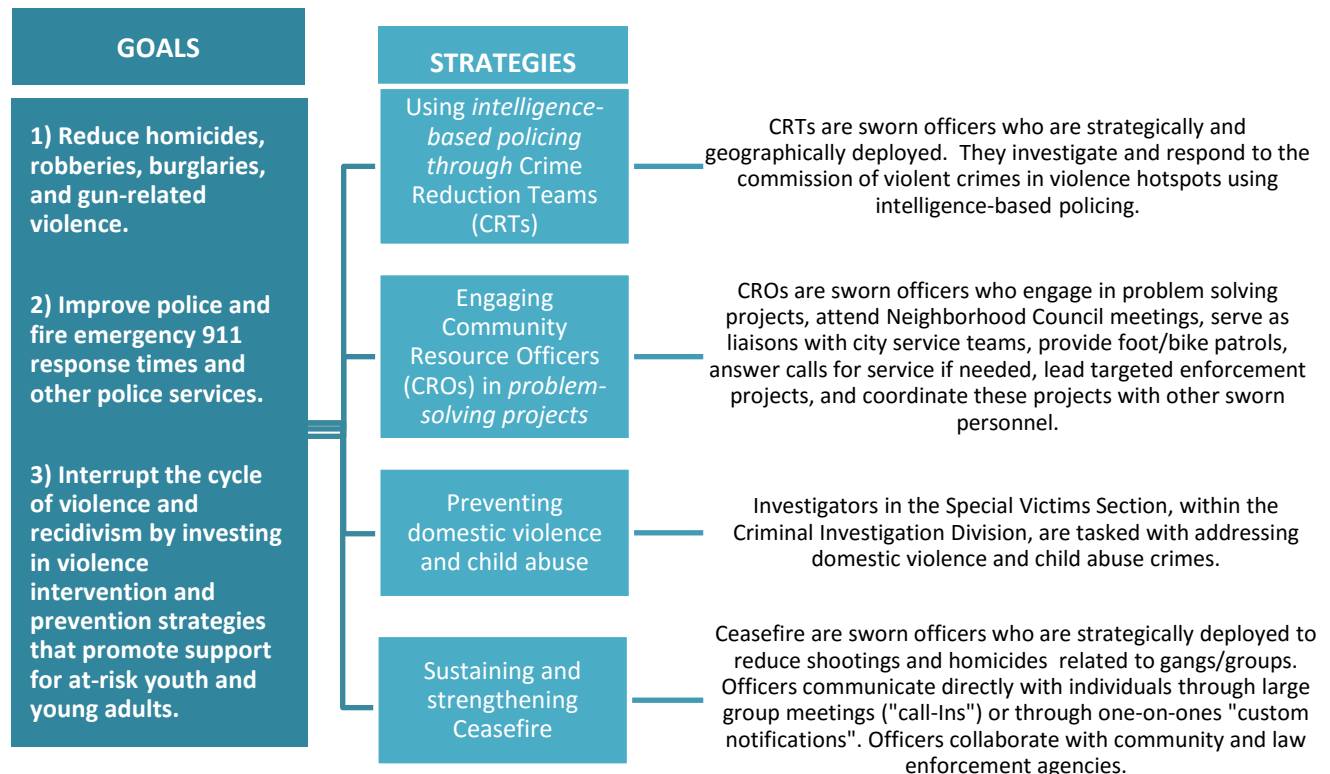 GOALS
1) Reduce homicides,
robberies, burglaries,
and gun-related
violence.
2) Improve police and
fire emergency 911
response times and
other police services.
3) Interrupt the cycle
of violence and
recidivism by investing
in violence
intervention and
prevention strategies
that promote support
for at-risk youth and
young adults.
STRATEGIES
Using intelligence-
based policing
through Crime
Reduction Teams
(CRTs)
CRTs are sworn officers who are strategically and
geographically deployed. They investigate and respond to the
commission of violent crimes in violence hotspots using
intelligence-based policing.
Engaging
Community
Resource Officers
(CROs) in problem-
solving projects
CROs are sworn officers who engage in problem solving
projects, attend Neighborhood Council meetings, serve as
liaisons with city service teams, provide foot/bike patrols,
answer calls for service if needed, lead targeted enforcement
projects, and coordinate these projects with other sworn
personnel.
Preventing
domestic violence
and child abuse
Investigators in the Special Victims Section, within the
Criminal Investigation Division, are tasked with addressing
domestic violence and child abuse crimes.
Sustaining and
strengthening
Ceasefire
Ceasefire are sworn officers who are strategically deployed to
reduce shootings and homicides related to gangs/groups.
Officers communicate directly with individuals through large
group meetings ("call-Ins") or through one-on-ones "custom
notifications". Officers collaborate with community and law
enforcement agencies.